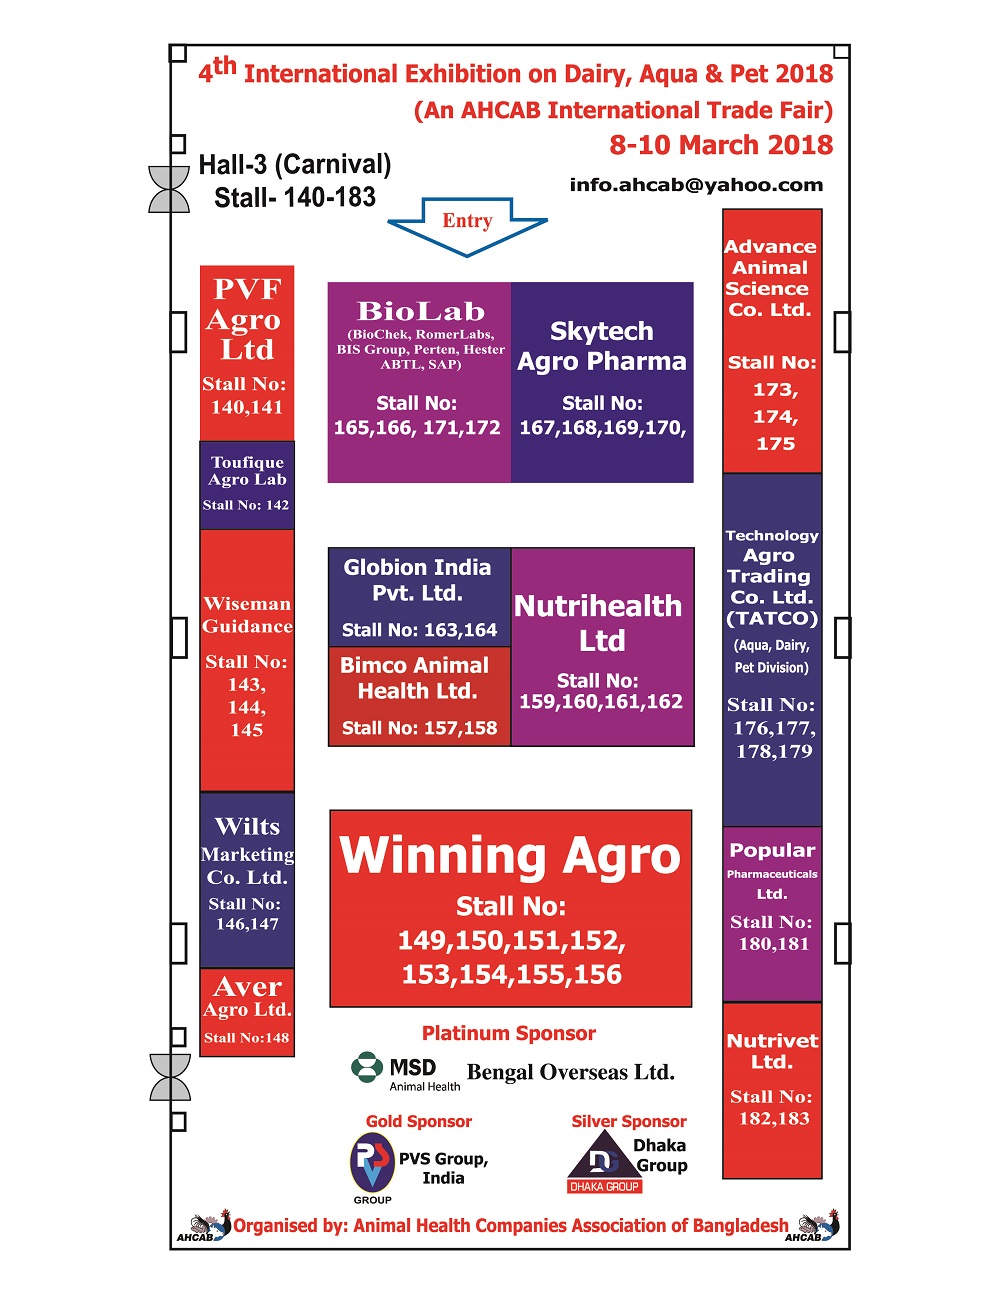 4th International Exhibition on Dairy, Aqua & Pet 2018
(An AHCAB International Trade Fair)
8-10 March 2018
Hall-3 (Carnival)
Stall- 140-183
info.ahcab@yahoo.com
Entry
PVF
Agro
Ltd
Stall No:
140,141
Toufique
Agro Lab
Stall No: 142
Wiseman
Guidance
Stall No:
143,
144,
145
Wilts
Marketing
Co. Ltd.
Stall No:
146,147
Aver
Agro Ltd.
Stall No:148
BioLab
(BioChek, RomerLabs,
BIS Group, Perten, Hester
ABTL, SAP)
Stall No:
165,166, 171,172
Skytech
Agro Pharma
Stall No:
167,168,169,170,
Globion India
Pvt. Ltd.
Stall No: 163,164
Bimco Animal
Health Ltd.
Stall No: 157,158
Nutrihealth
Ltd
Stall No:
159,160,161,162
Winning Agro
Stall No:
149,150,151,152,
153,154,155,156
Advance
Animal
Science
Co. Ltd.
Stall No:
173,
174,
175
Technology
Agro
Trading
Co. Ltd.
(TATCO)
(Aqua, Dairy,
Pet Division)
Stall No:
176,177,
178,179
Popular
Pharmaceuticals
Ltd.
Stall No:
180,181
Nutrivet
Ltd.
Stall No:
182,183
Platinum Sponsor
MSD
Animal Health
Bengal Overseas Ltd.
Gold Sponsor
PVS
GROUP
PVS Group,
India
Silver Sponsor
DG
DHAKA GROUP
Dhaka
Group
AHCAB
Organised by: Animal Health Companies Association of Bangladesh
AHCAB